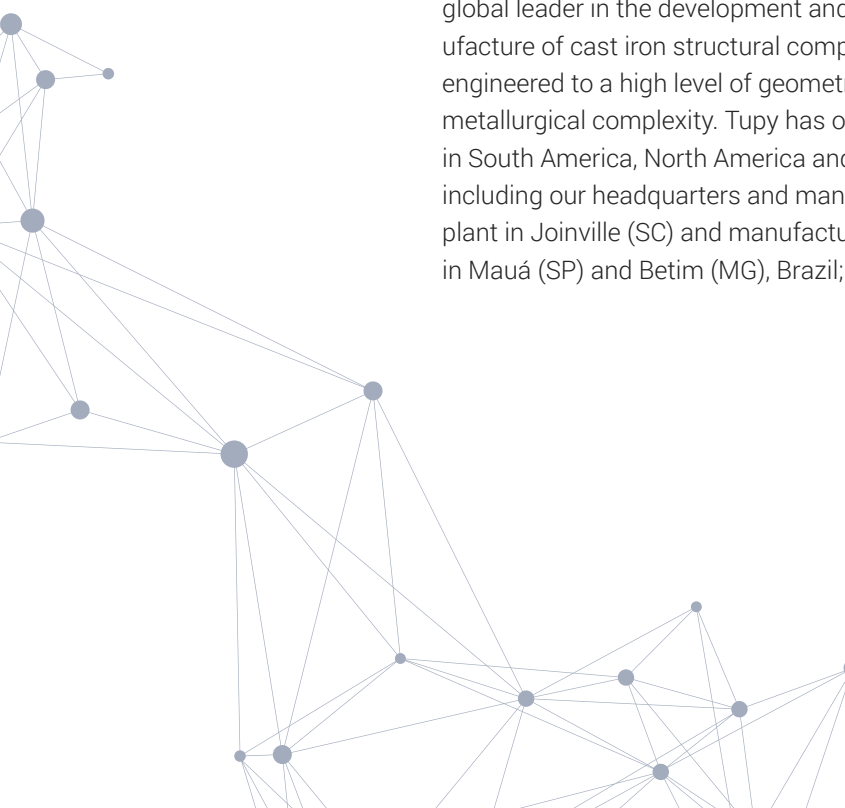 global leader in the development and
ufacture of cast iron structural comp
engineered to a high level of geomet
metallurgical complexity. Tupy has o
in South America, North America and
including our headquarters and man
plant in Joinville (SC) and manufactu
in Mauá (SP) and Betim (MG), Brazil;